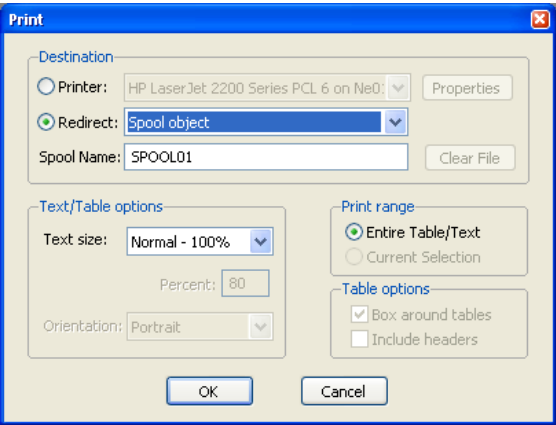 Print
Destination
Printer: HP LaserJet 2200 Series PCL 6 on Ne01 Properties
Redirect: Spool object
Spool Name: SPOOL01 Clear File
Text/Table options
Text size: Normal - 100%
Percent: 80
Orientation: Portrait
Print range
Entire Table/Text
Current Selection
Table options
Box around tables
Include headers
OK Cancel